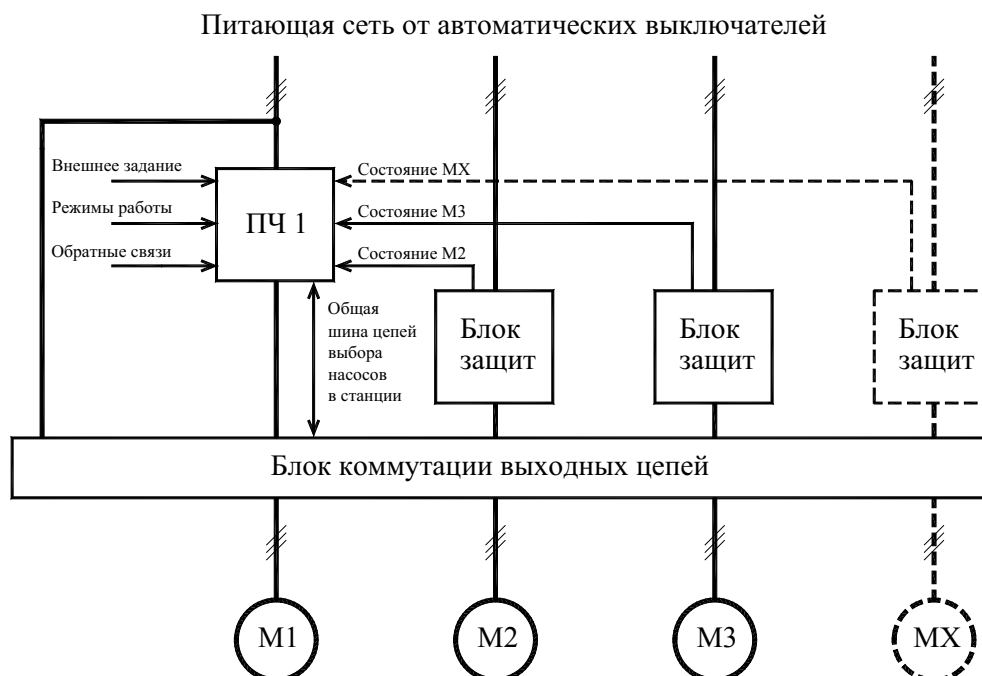 Питающая сеть от автоматических выключателей
Внешнее задание
Режимы работы
Обратные связи
ПЧ 1
Состояние МХ
Состояние М3
Состояние М2
Общая
шина цепей
выбора
насосов
в станции
Блок
защит
Блок
защит
Блок
защит
Блок коммутации выходных цепей
М1
М2
М3
МХ